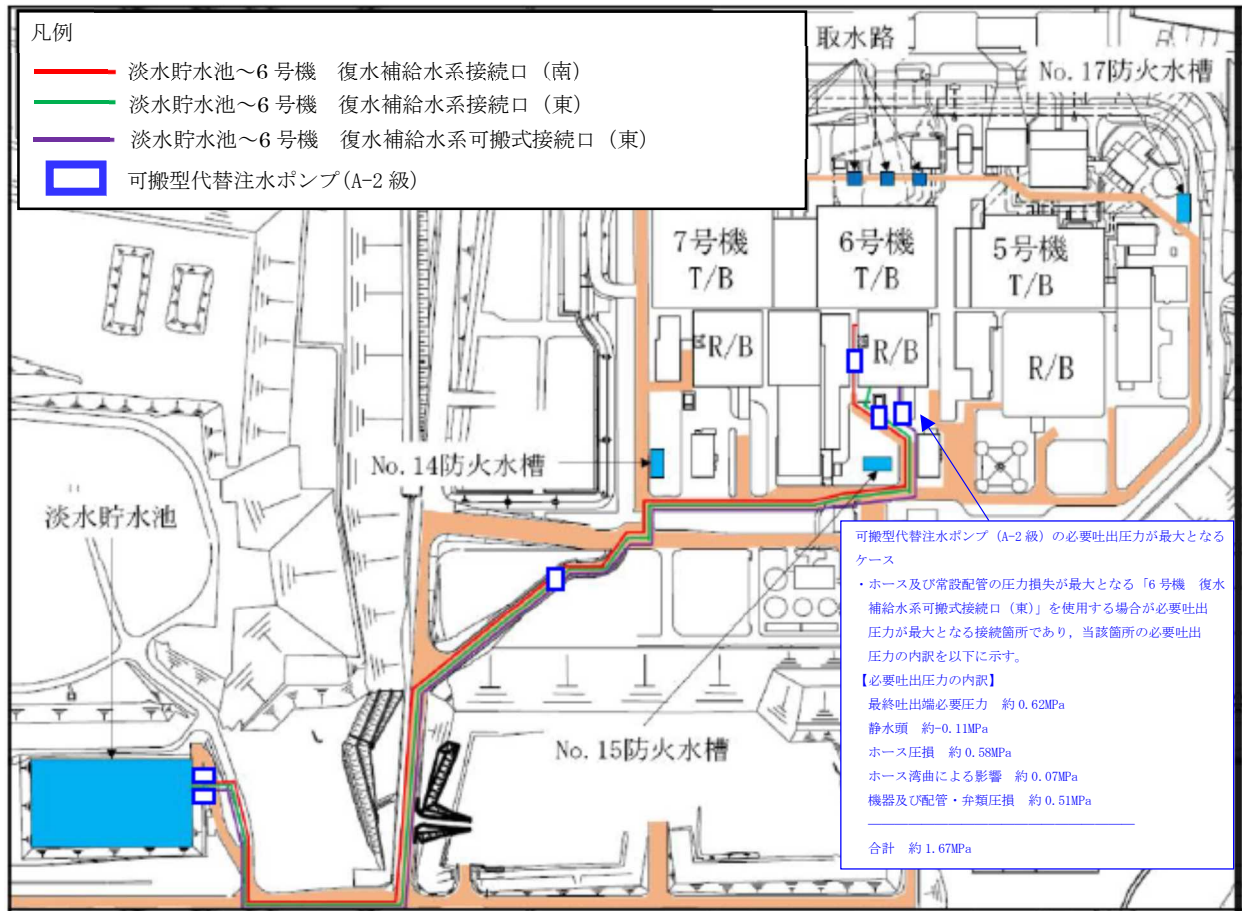 凡例
淡水貯水池～6 号機　復水補給水系接続口（南）
淡水貯水池～6 号機　復水補給水系接続口（東）
淡水貯水池～6 号機　復水補給水系可搬式接続口（東）
可搬型代替注水ポンプ(A-2 級)
取水路
No.17防火水槽
7号機
T/B
6号機
T/B
5号機
T/B
R/B
R/B
R/B
No.14防火水槽
淡水貯水池
No.15防火水槽
可搬型代替注水ポンプ（A-2 級）の必要吐出圧力が最大となる
ケース
・ホース及び常設配管の圧力損失が最大となる「6 号機　復水
補給水系可搬式接続口（東）」を使用する場合が必要吐出
圧力が最大となる接続箇所であり，当該箇所の必要吐出
圧力の内訳を以下に示す。
【必要吐出圧力の内訳】
最終吐出端必要圧力　約 0.62MPa
静水頭　約-0.11MPa
ホース圧損　約 0.58MPa
ホース湾曲による影響　約 0.07MPa
機器及び配管・弁類圧損　約 0.51MPa
合計　約 1.67MPa